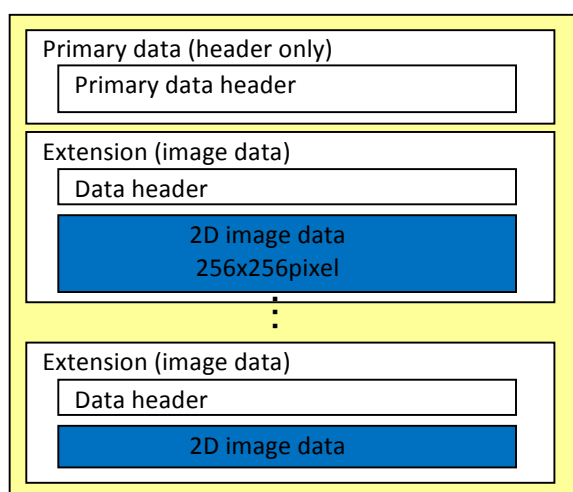 Primary data (header only)
Primary data header
Extension (image data)
Data header
2D image data
256x256pixel
⋮
Extension (image data)
Data header
2D image data